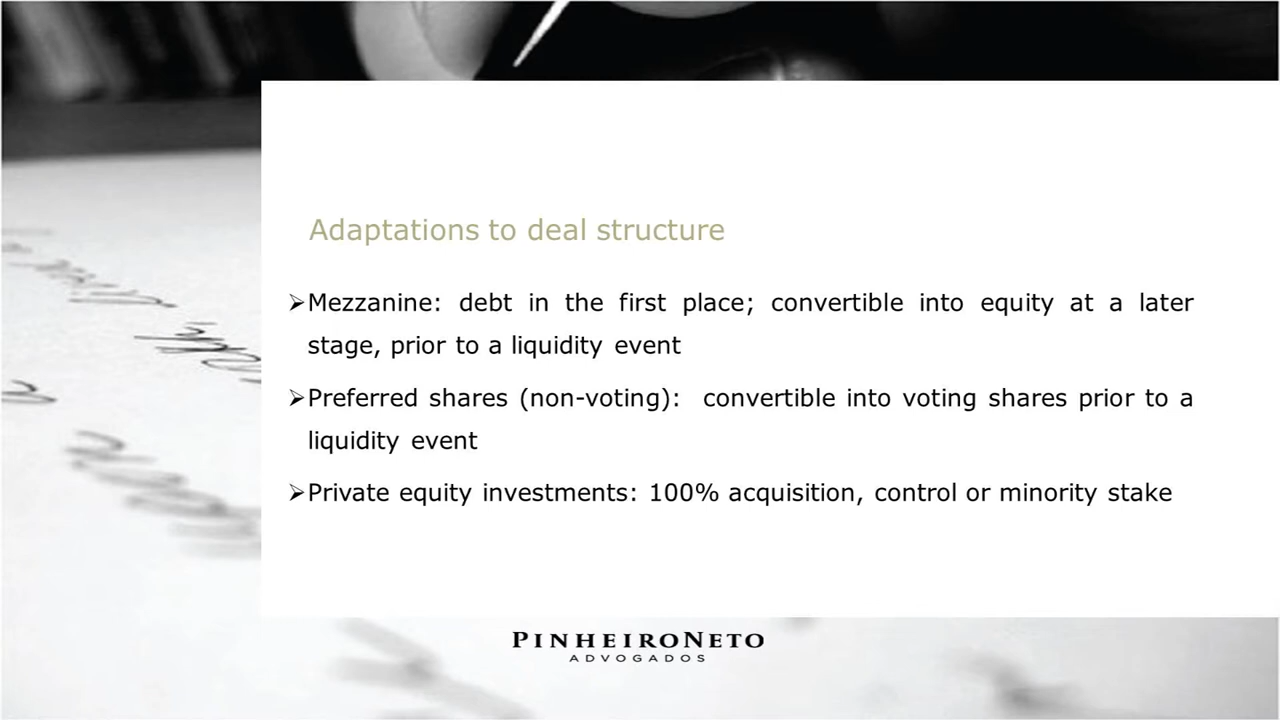 Adaptations to deal structure
➢Mezzanine: debt in the first place; convertible into equity at a later
stage, prior to a liquidity event
➢Preferred shares (non-voting): convertible into voting shares prior to a
liquidity event
➢Private equity investments: 100% acquisition, control or minority stake
PINHEIRONETO
ADVOGADOS